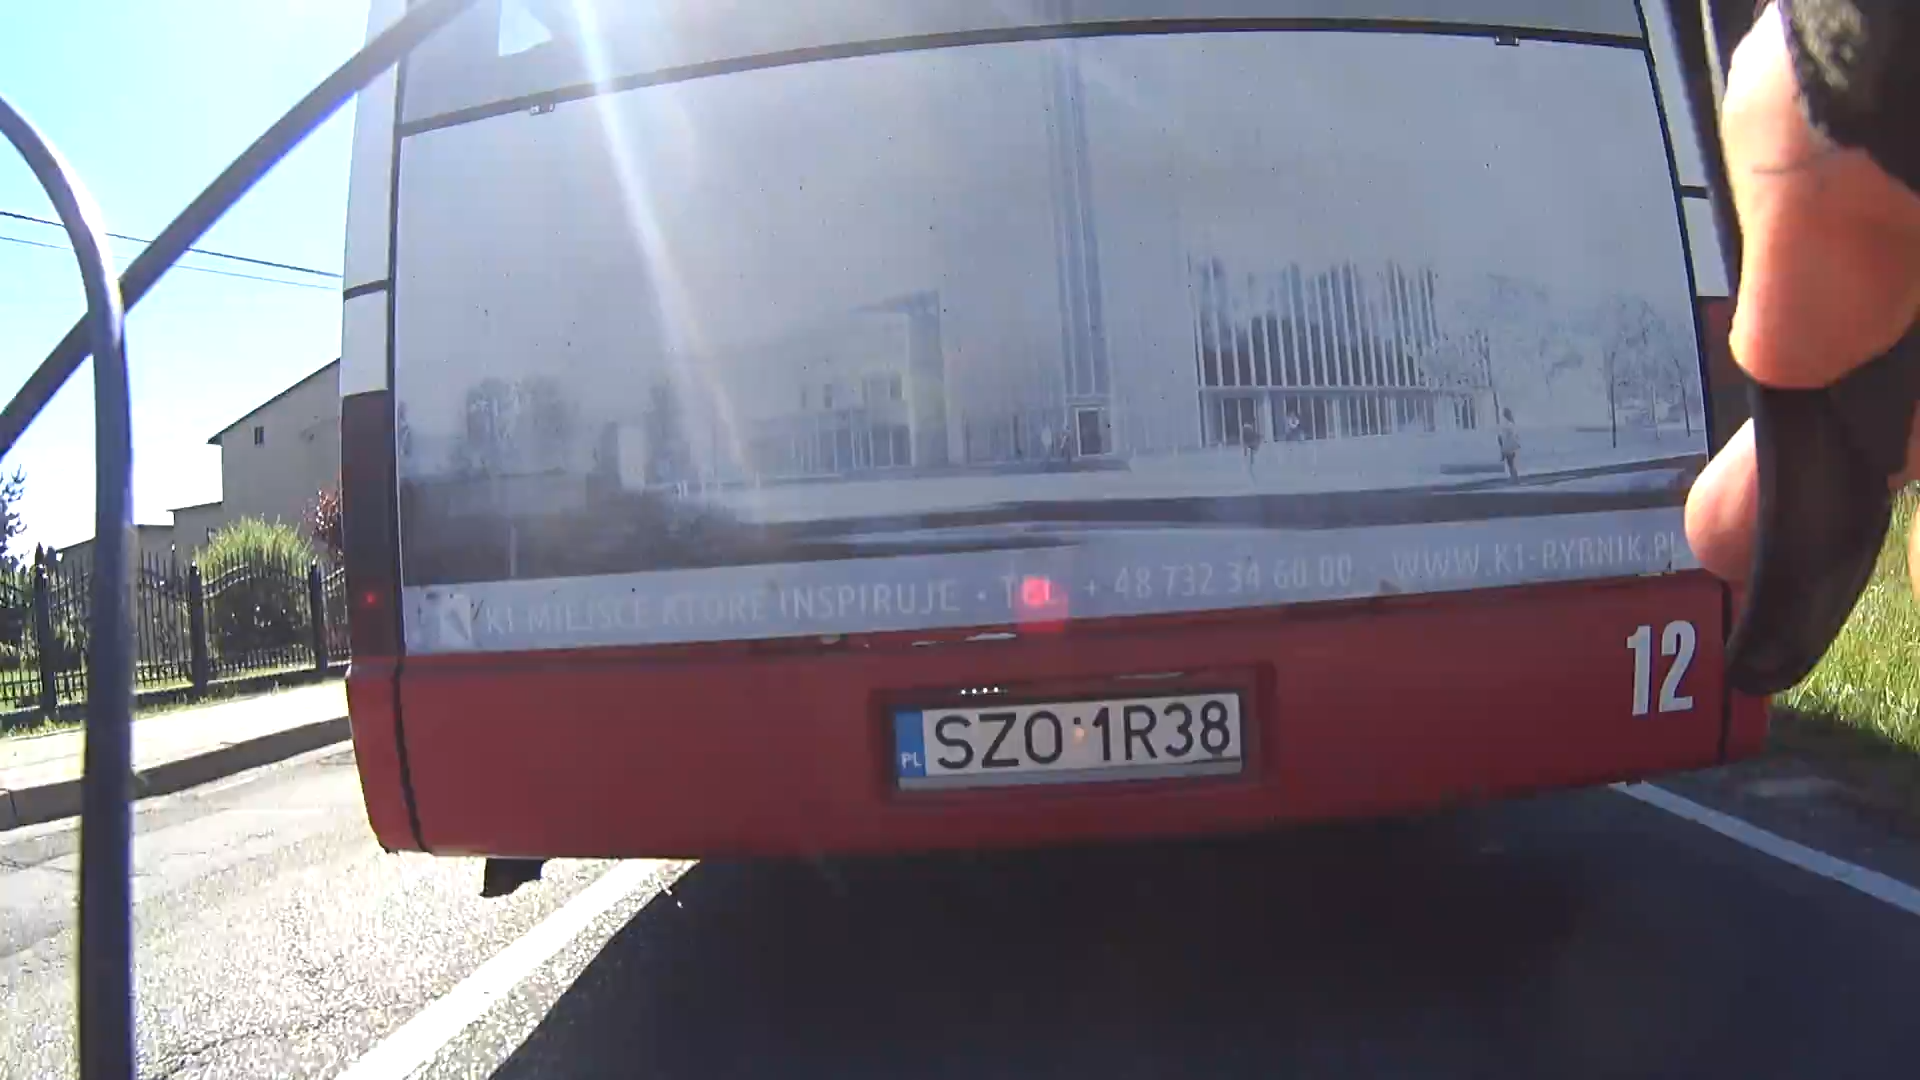 K1 MIEJSCE KTÓRE INSPIRUJE • TEL. + 48 732 34 60 00 • WWW.K1-RYBNIK.PL
12
PL SZO 1R38